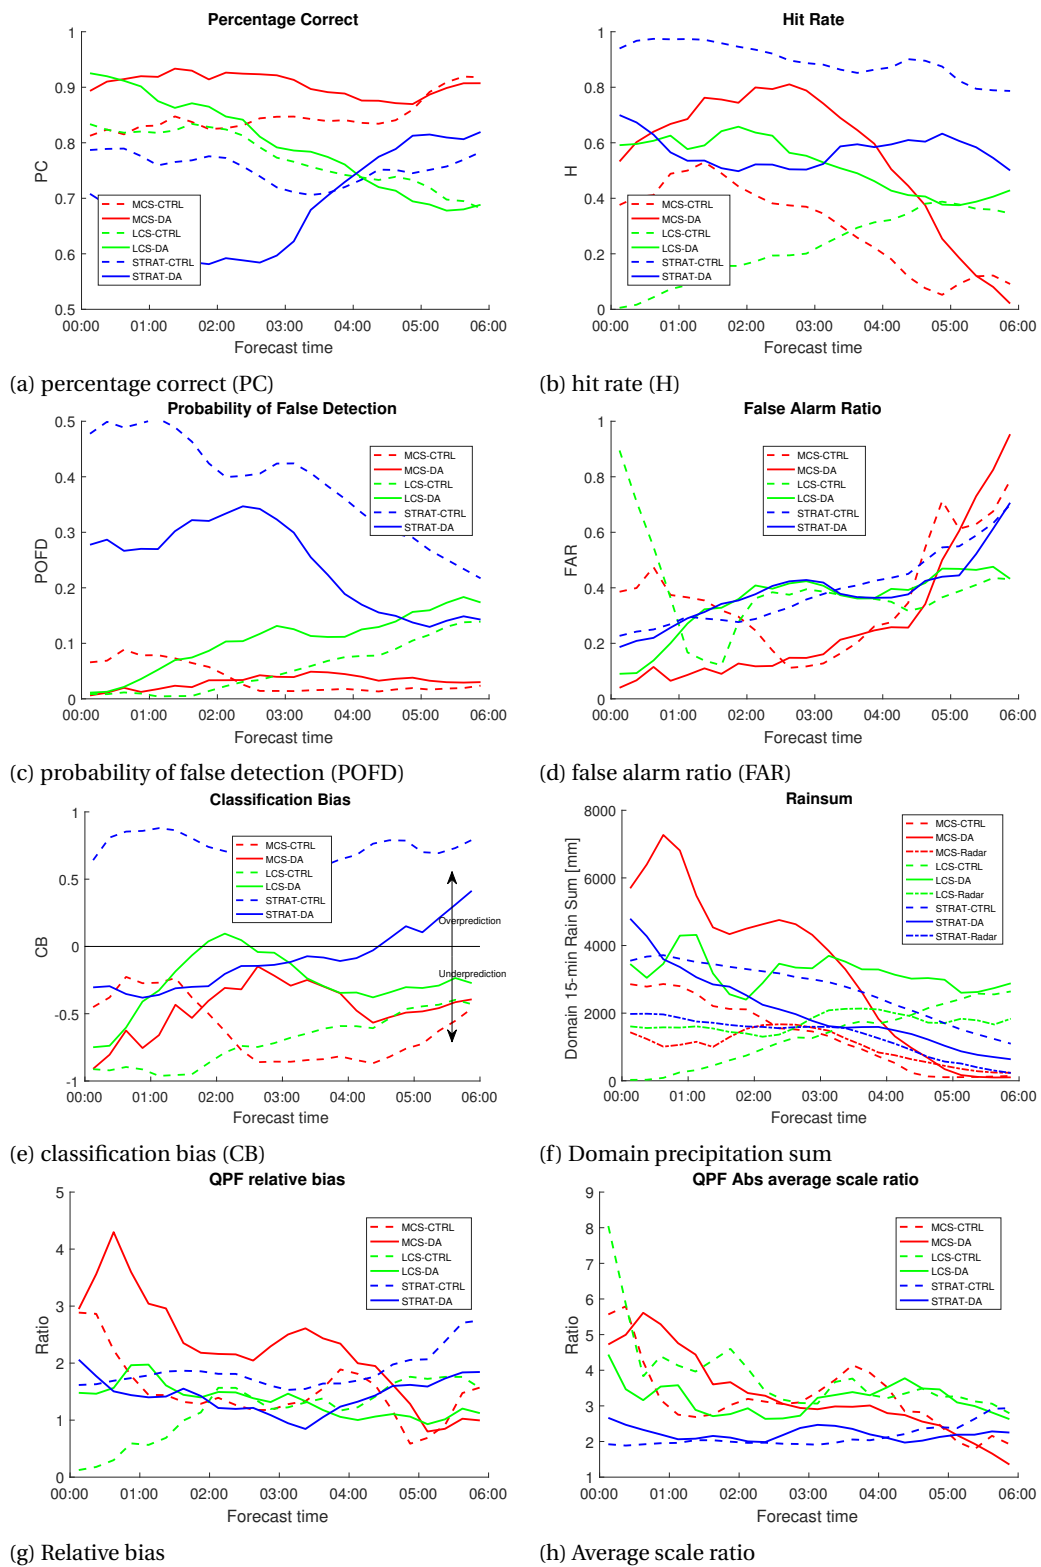 Percentage Correct
1
0.9
0.8
0.7
0.6
0.5
PC
MCS-CTRL
MCS-DA
LCS-CTRL
LCS-DA
STRAT-CTRL
STRAT-DA
00:00 01:00 02:00 03:00 04:00 05:00 06:00
Forecast time
(a) percentage correct (PC)
Hit Rate
1
0.8
0.6
0.4
0.2
0
H
MCS-CTRL
MCS-DA
LCS-CTRL
LCS-DA
STRAT-CTRL
STRAT-DA
00:00 01:00 02:00 03:00 04:00 05:00 06:00
Forecast time
(b) hit rate (H)
Probability of False Detection
0.5
0.4
0.3
0.2
0.1
0
POFD
MCS-CTRL
MCS-DA
LCS-CTRL
LCS-DA
STRAT-CTRL
STRAT-DA
00:00 01:00 02:00 03:00 04:00 05:00 06:00
Forecast time
(c) probability of false detection (POFD)
False Alarm Ratio
1
0.8
0.6
0.4
0.2
0
FAR
MCS-CTRL
MCS-DA
LCS-CTRL
LCS-DA
STRAT-CTRL
STRAT-DA
00:00 01:00 02:00 03:00 04:00 05:00 06:00
Forecast time
(d) false alarm ratio (FAR)
Classification Bias
1
0.5
0
-0.5
-1
CB
MCS-CTRL
MCS-DA
LCS-CTRL
LCS-DA
STRAT-CTRL
STRAT-DA
Overprediction
Underprediction
00:00 01:00 02:00 03:00 04:00 05:00 06:00
Forecast time
(e) classification bias (CB)
Rainsum
8000
6000
4000
2000
0
Domain 15-min Rain Sum [mm]
MCS-CTRL
MCS-DA
MCS-Radar
LCS-CTRL
LCS-DA
LCS-Radar
STRAT-CTRL
STRAT-DA
STRAT-Radar
00:00 01:00 02:00 03:00 04:00 05:00 06:00
Forecast time
(f) Domain precipitation sum
QPF relative bias
5
4
3
2
1
0
Ratio
MCS-CTRL
MCS-DA
LCS-CTRL
LCS-DA
STRAT-CTRL
STRAT-DA
00:00 01:00 02:00 03:00 04:00 05:00 06:00
Forecast time
(g) Relative bias
QPF Abs average scale ratio
9
8
7
6
5
4
3
2
1
Ratio
MCS-CTRL
MCS-DA
LCS-CTRL
LCS-DA
STRAT-CTRL
STRAT-DA
00:00 01:00 02:00 03:00 04:00 05:00 06:00
Forecast time
(h) Average scale ratio